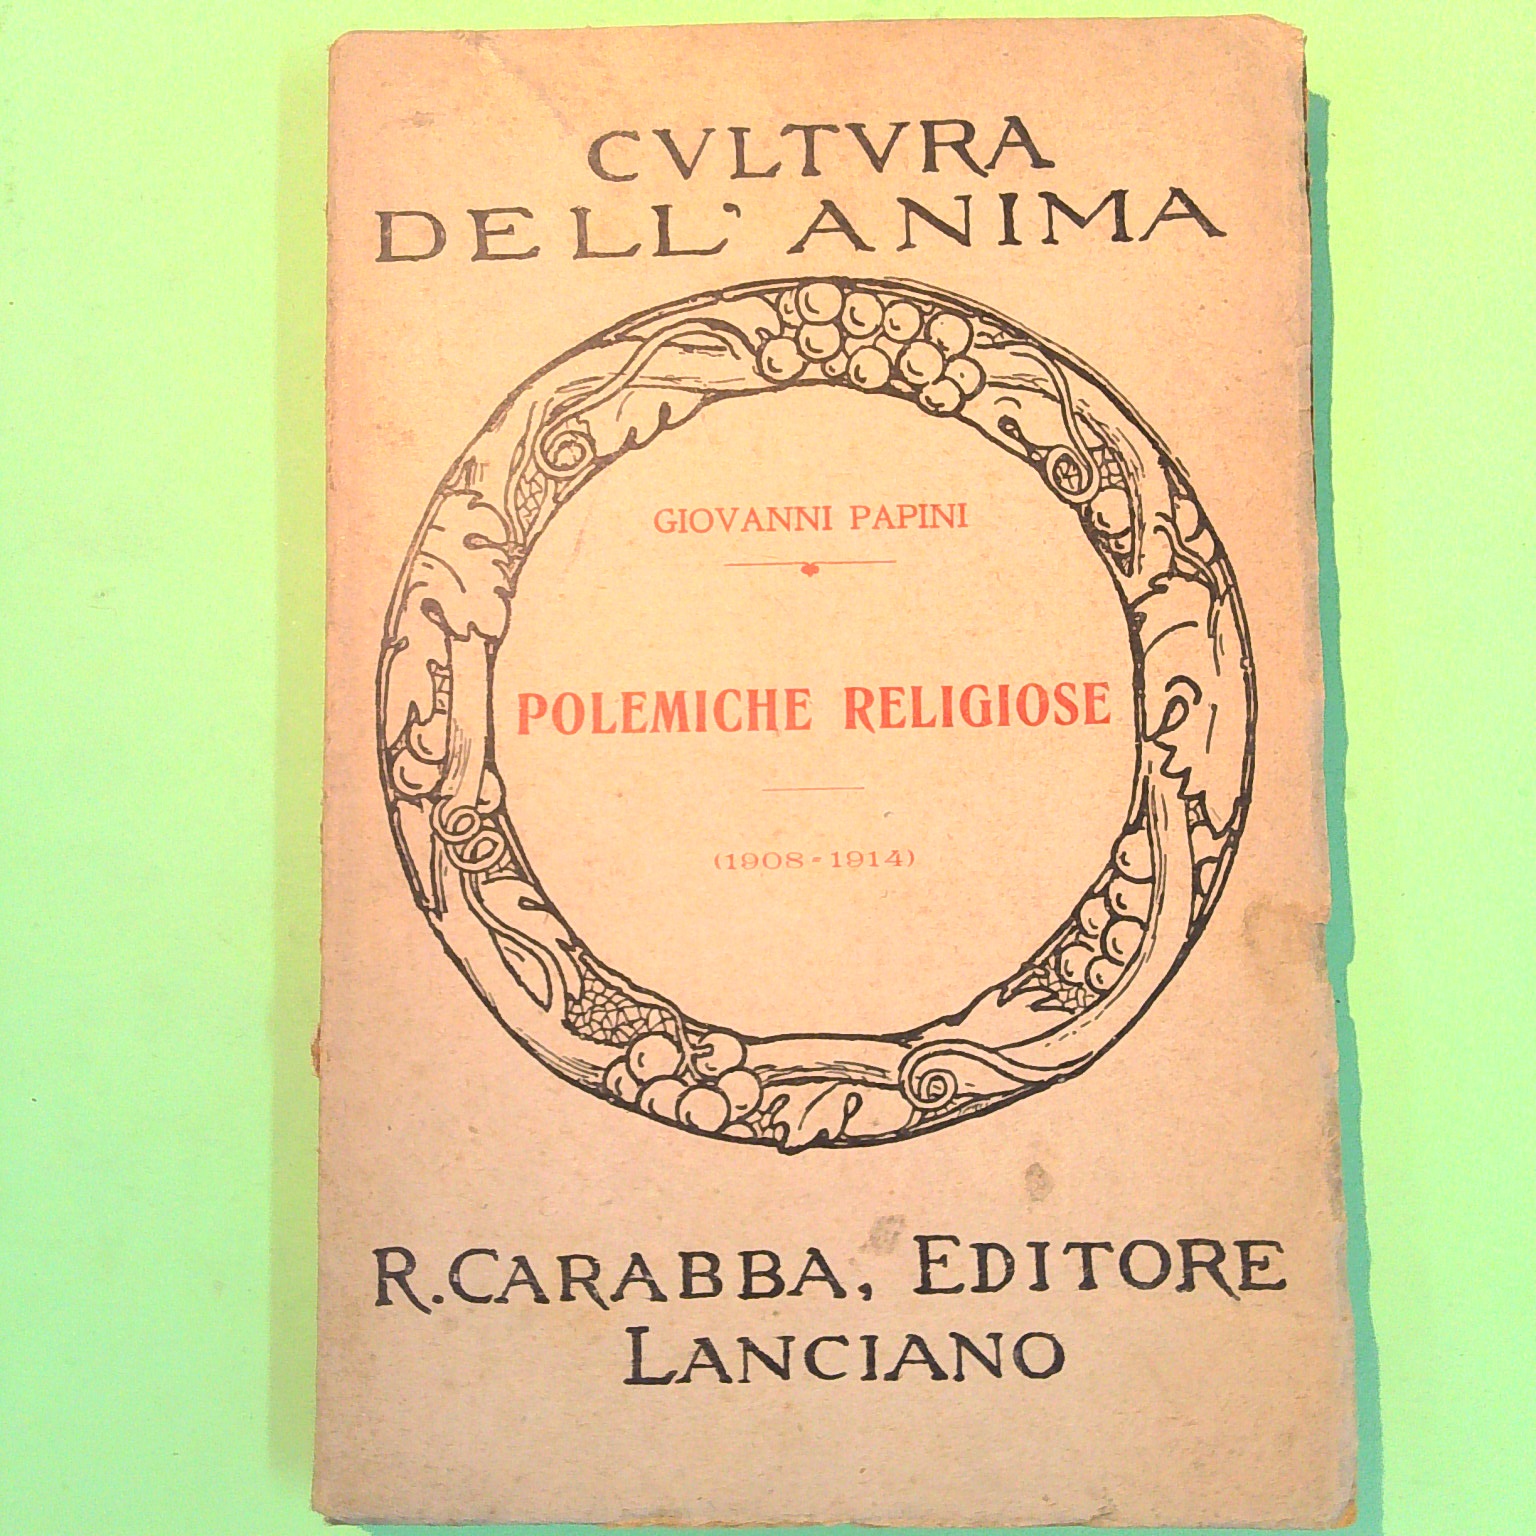 CVLTVRA
DELL' ANIMA
GIOVANNI PAPINI
POLEMICHE RELIGIOSE
(1908-1914)
R. CARABBA, EDITORE
LANCIANO